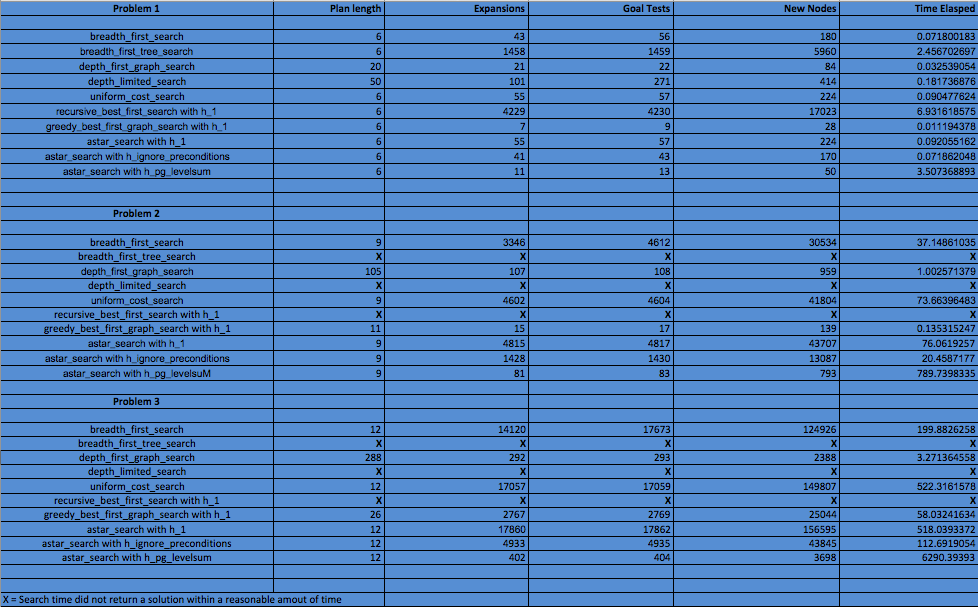 Problem 1 Plan length Expansions Goal Tests New Nodes Time Elasped
breadth_first_search 6 43 56 180 0.071800183
breadth_first_tree_search 6 1458 1459 5960 2.456702697
depth_first_graph_search 20 21 22 84 0.032539054
depth_limited_search 50 101 271 414 0.181736876
uniform_cost_search 6 55 57 224 0.090477624
recursive_best_first_search with h_1 6 4229 4230 17023 6.931618575
greedy_best_first_graph_search with h_1 6 7 9 28 0.011194378
astar_search with h_1 6 55 57 224 0.092055162
astar_search with h_ignore_preconditions 6 41 43 170 0.071862048
astar_search with h_pg_levelsum 6 11 13 50 3.507368893
Problem 2
breadth_first_search 9 3346 4612 30534 37.14861035
breadth_first_tree_search X X X X X
depth_first_graph_search 105 107 108 959 1.002571379
depth_limited_search X X X X X
uniform_cost_search 9 4602 4604 41804 73.66396483
recursive_best_first_search with h_1 X X X X X
greedy_best_first_graph_search with h_1 11 15 17 139 0.135315247
astar_search with h_1 9 4815 4817 43707 76.0619257
astar_search with h_ignore_preconditions 9 1428 1430 13087 20.4587177
astar_search with h_pg_levelsuM 9 81 83 793 789.7398335
Problem 3
breadth_first_search 12 14120 17673 124926 199.8826258
breadth_first_tree_search X X X X X
depth_first_graph_search 288 292 293 2388 3.271364558
depth_limited_search X X X X X
uniform_cost_search 12 17057 17059 149807 522.3161578
recursive_best_first_search with h_1 X X X X X
greedy_best_first_graph_search with h_1 26 2767 2769 25044 58.03241634
astar_search with h_1 12 17860 17862 156595 518.0399372
astar_search with h_ignore_preconditions 12 4933 4935 43845 112.6919054
astar_search with h_pg_levelsum 12 402 404 3698 6290.39393
X = Search time did not return a solution within a reasonable amout of time